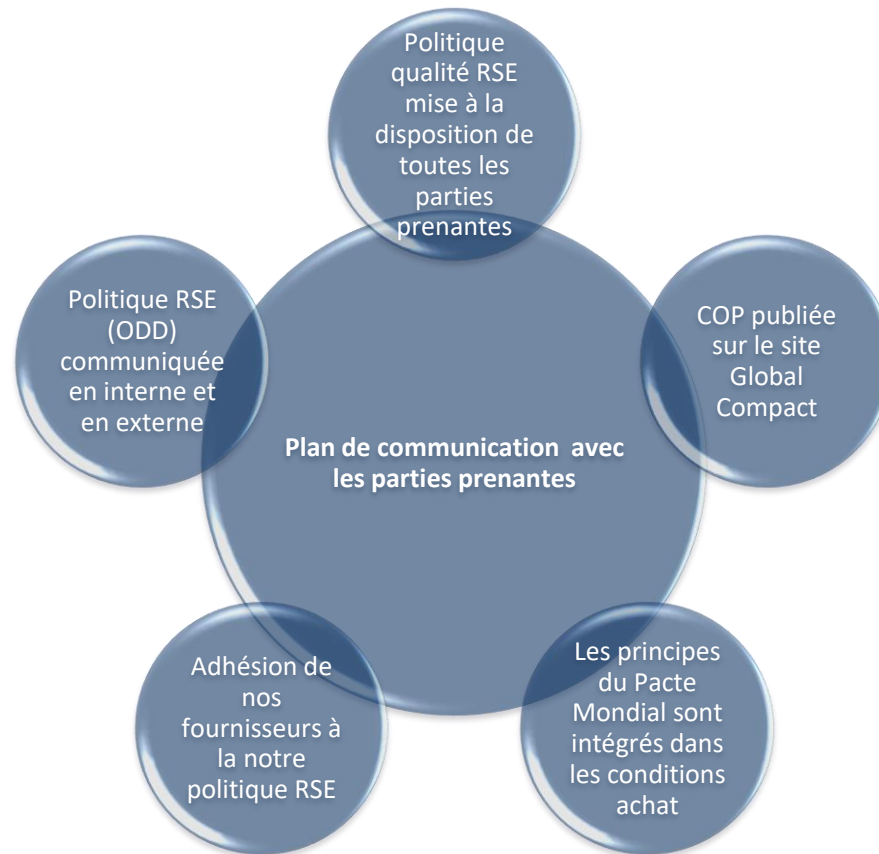 Politique
qualité RSE
mise à la
disposition de
toutes les
parties
prenantes
COP publiée
sur le site
Global
Compact
Les principes
du Pacte
Mondial sont
intégrés dans
les conditions
achat
Adhésion de
nos
fournisseurs à
la notre
politique RSE
Politique RSE
(ODD)
communiquée
en interne et
en externe
Plan de communication  avec
les parties prenantes